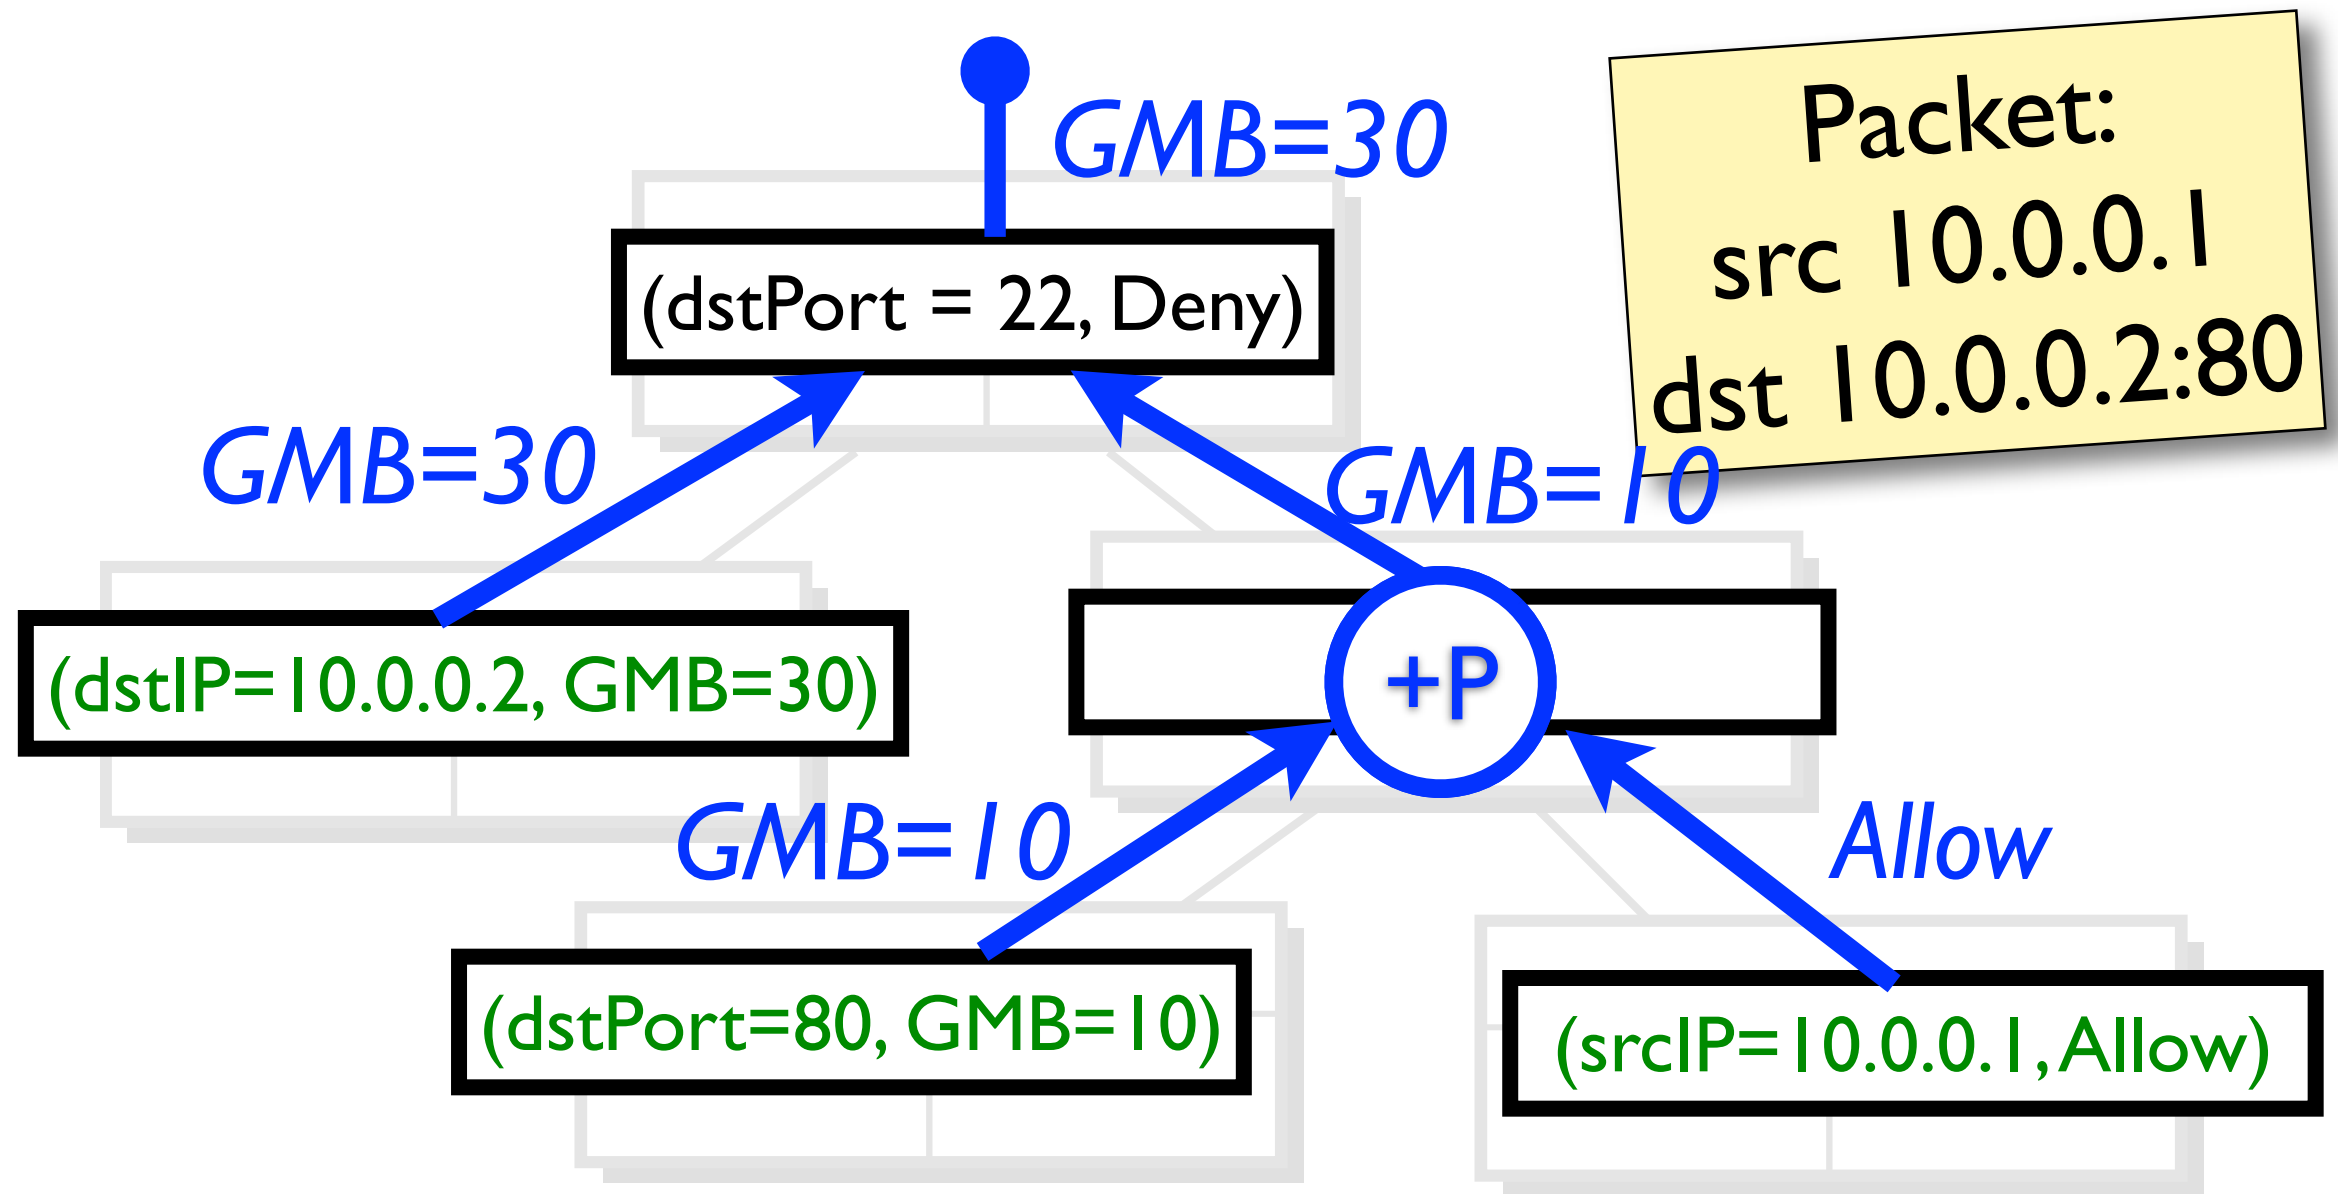 GMB=30
Packet:
src 10.0.0.1
dst 10.0.0.2:80
(dstPort = 22, Deny)
GMB=30
GMB=10
(dstIP=10.0.0.2, GMB=30)
+P
GMB=10
Allow
(dstPort=80, GMB=10)
(srcIP=10.0.0.1, Allow)